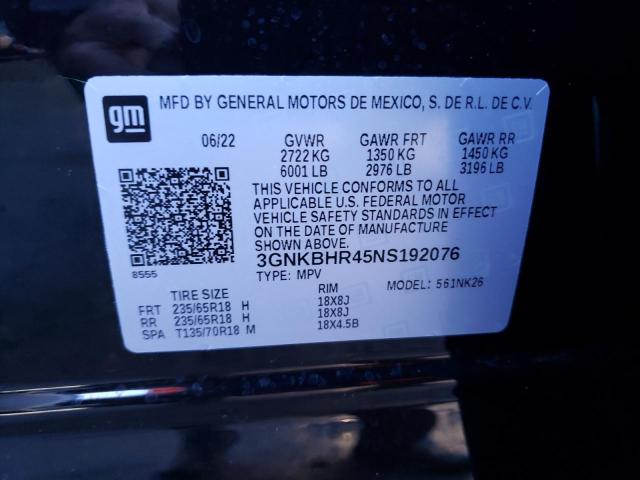 gm
MFD BY GENERAL MOTORS DE MEXICO, S. DE R.L. DE C.V.
06/22 GVWR GAWR FRT GAWR RR
2722 KG 1350 KG 1450 KG
6001 LB 2976 LB 3196 LB
THIS VEHICLE CONFORMS TO ALL
APPLICABLE U.S. FEDERAL MOTOR
VEHICLE SAFETY STANDARDS IN EFFECT
ON THE DATE OF MANUFACTURE
SHOWN ABOVE.
8555
3GNKBHR45NS192076
TYPE: MPV MODEL: 561NK26
TIRE SIZE RIM
FRT 235/65R18 H 18X8J
RR 235/65R18 H 18X8J
SPA T135/70R18 M 18X4.5B